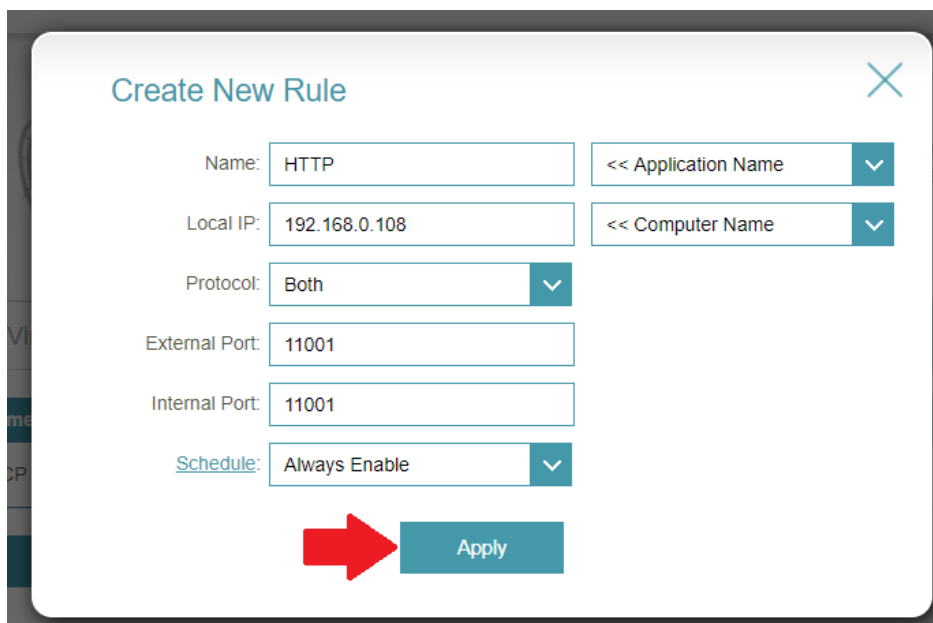 Create New Rule
Name: HTTP << Application Name
Local IP: 192.168.0.108 << Computer Name
Protocol: Both
External Port: 11001
Internal Port: 11001
Schedule: Always Enable
Apply